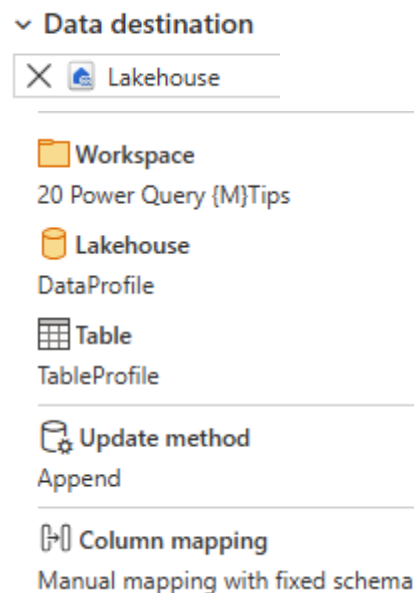 Data destination
Lakehouse
Workspace
20 Power Query {M}Tips
Lakehouse
DataProfile
Table
TableProfile
Update method
Append
Column mapping
Manual mapping with fixed schema